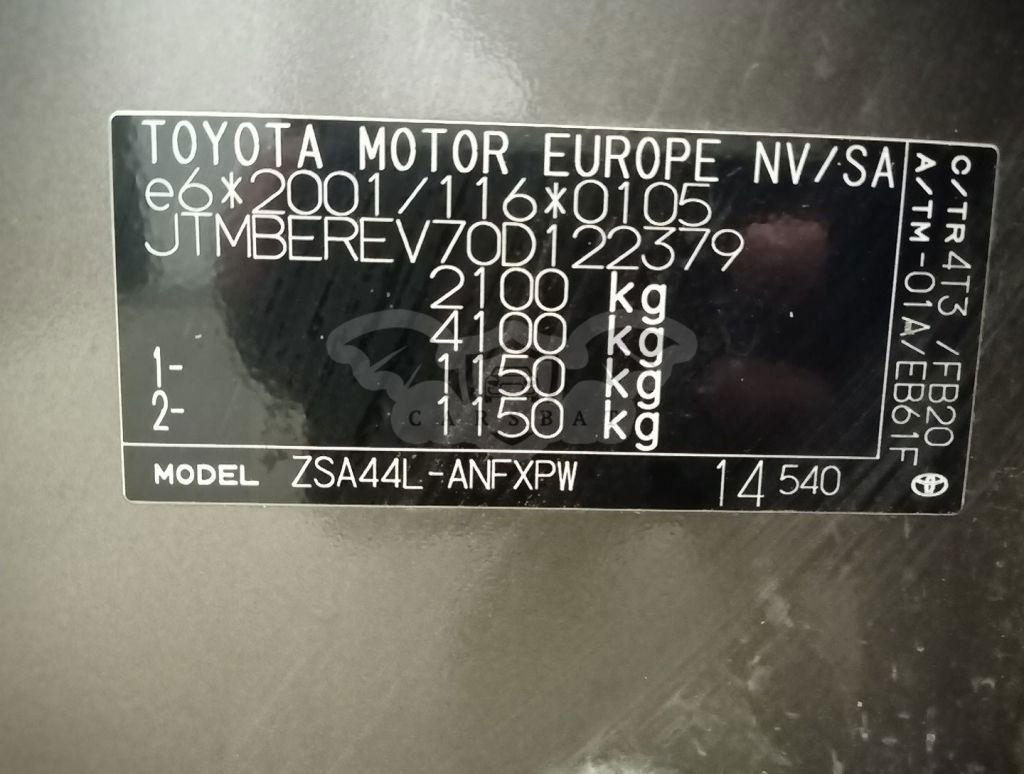 TOYOTA MOTOR EUROPE NV/SA
e6*2001/116*0105
JTMBEREV70D122379
2100 kg
4100 kg
1- 1150 kg
2- 1150 kg
MODEL ZSA44L-ANFXPW 14 540
C/TR4T3 /FB20
A/TM-01A/EB61F